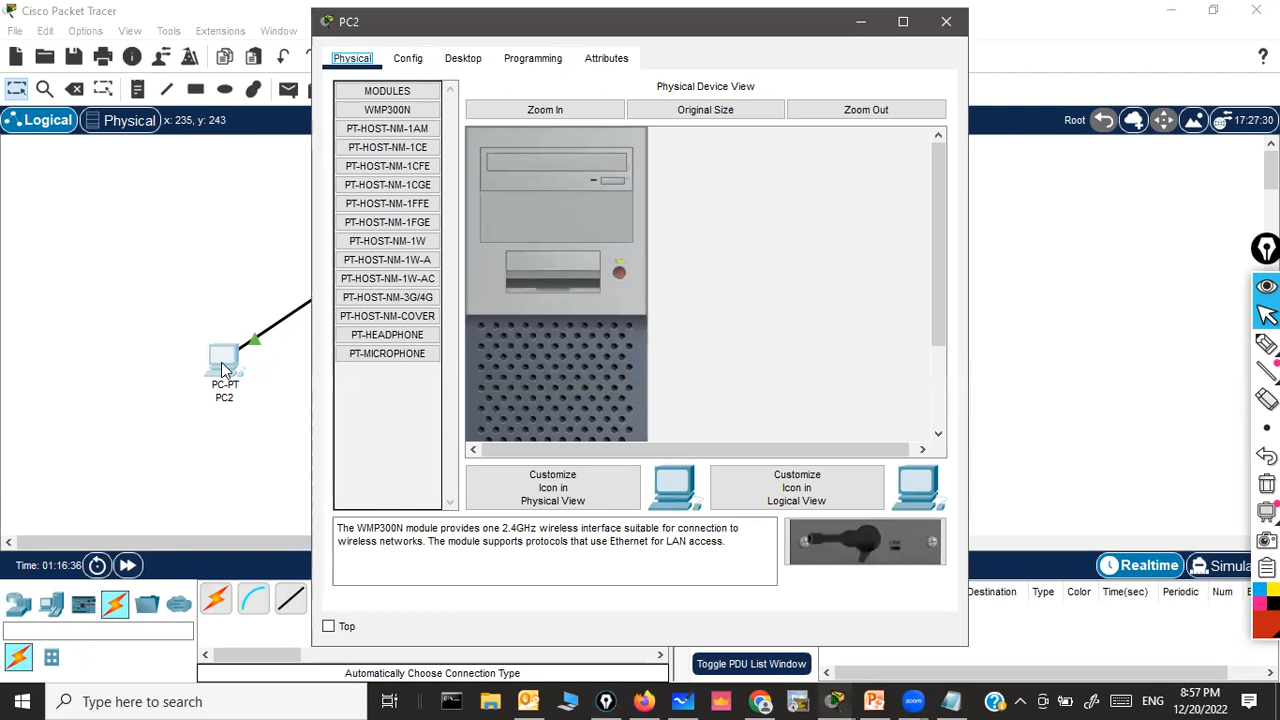 Cisco Packet Tracer
File Edit Options View Tools Extensions Window
?
Logical Physical x: 235, y: 243
Root 17:27:30
PC-PT
PC2
PC2
Physical Config Desktop Programming Attributes
MODULES
WMP300N
PT-HOST-NM-1AM
PT-HOST-NM-1CE
PT-HOST-NM-1CFE
PT-HOST-NM-1CGE
PT-HOST-NM-1FFE
PT-HOST-NM-1FGE
PT-HOST-NM-1W
PT-HOST-NM-1W-A
PT-HOST-NM-1W-AC
PT-HOST-NM-3G/4G
PT-HOST-NM-COVER
PT-HEADPHONE
PT-MICROPHONE
Physical Device View
Zoom In Original Size Zoom Out
Customize
Icon in
Physical View
Customize
Icon in
Logical View
The WMP300N module provides one 2.4GHz wireless interface suitable for connection to
wireless networks. The module supports protocols that use Ethernet for LAN access.
Top
Time: 01:16:36
Realtime Simula
Destination Type Color Time(sec) Periodic Num
Automatically Choose Connection Type
Toggle PDU List Window
Type here to search
ENG
8:57 PM
12/20/2022